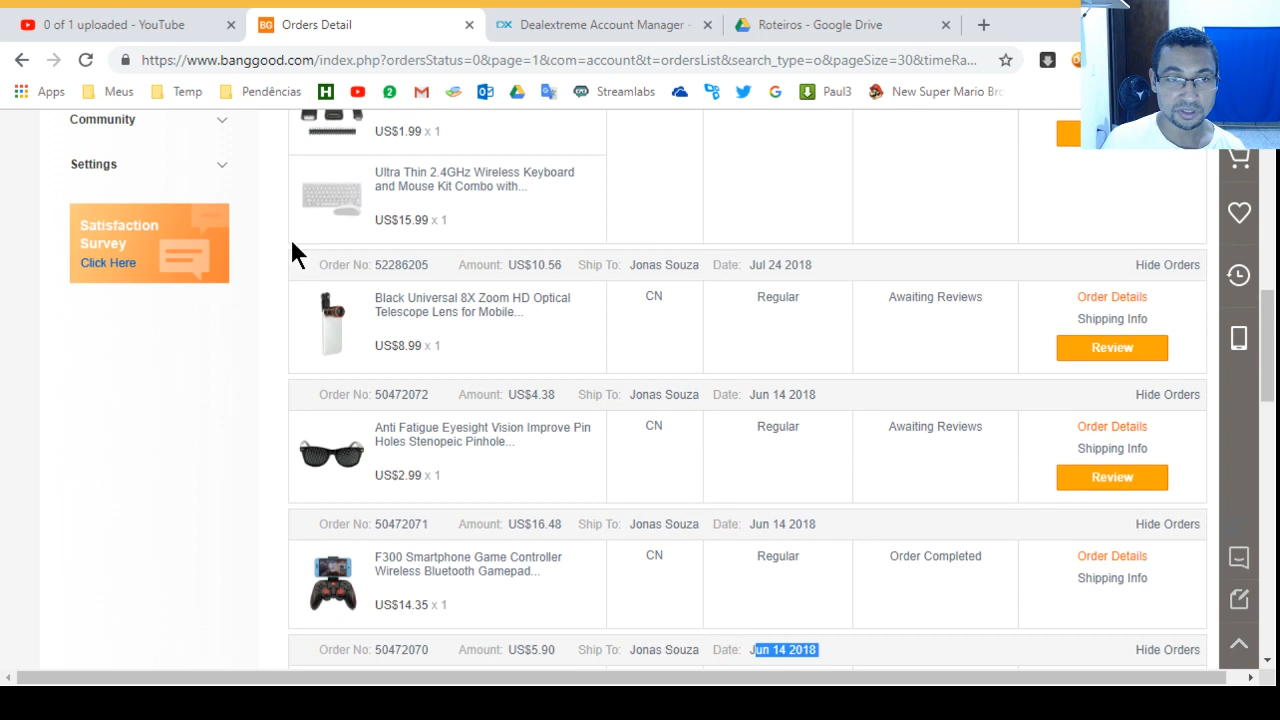 0 of 1 uploaded - YouTube
Orders Detail
Dealextreme Account Manager -
Roteiros - Google Drive
https://www.banggood.com/index.php?ordersStatus=0&page=1&com=account&t=ordersList&search_type=o&pageSize=30&timeRa...
Apps
Meus
Temp
Pendências
Streamlabs
Paul3
New Super Mario Bro
Community
Settings
Satisfaction
Survey
Click Here
US$1.99 x 1
Ultra Thin 2.4GHz Wireless Keyboard
and Mouse Kit Combo with...
US$15.99 x 1
Order No: 52286205 Amount: US$10.56 Ship To: Jonas Souza Date: Jul 24 2018 Hide Orders
Black Universal 8X Zoom HD Optical
Telescope Lens for Mobile...
US$8.99 x 1
CN
Regular
Awaiting Reviews
Order Details
Shipping Info
Review
Order No: 50472072 Amount: US$4.38 Ship To: Jonas Souza Date: Jun 14 2018 Hide Orders
Anti Fatigue Eyesight Vision Improve Pin
Holes Stenopeic Pinhole...
US$2.99 x 1
CN
Regular
Awaiting Reviews
Order Details
Shipping Info
Review
Order No: 50472071 Amount: US$16.48 Ship To: Jonas Souza Date: Jun 14 2018 Hide Orders
F300 Smartphone Game Controller
Wireless Bluetooth Gamepad...
US$14.35 x 1
CN
Regular
Order Completed
Order Details
Shipping Info
Order No: 50472070 Amount: US$5.90 Ship To: Jonas Souza Date: Jun 14 2018 Hide Orders